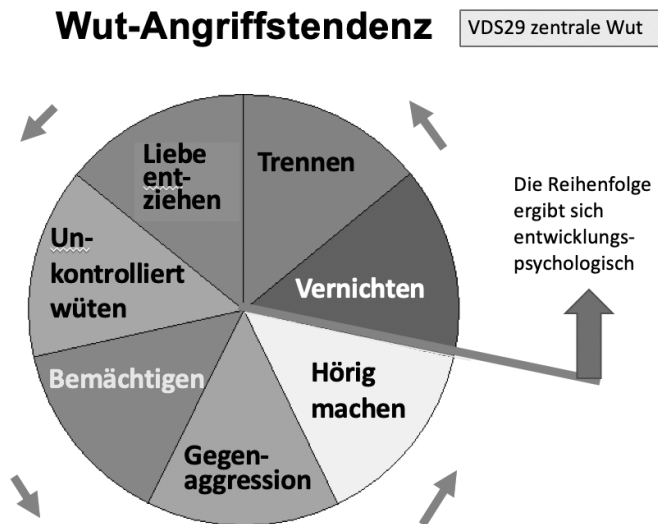 Wut-Angriffstendenz
VDS29 zentrale Wut
Liebe
ent-
ziehen
Trennen
Die Reihenfolge
ergibt sich
entwicklungs-
psychologisch
Un-
kontrolliert
wüten
Vernichten
Bemächtigen
Hörig
machen
Gegen-
aggression